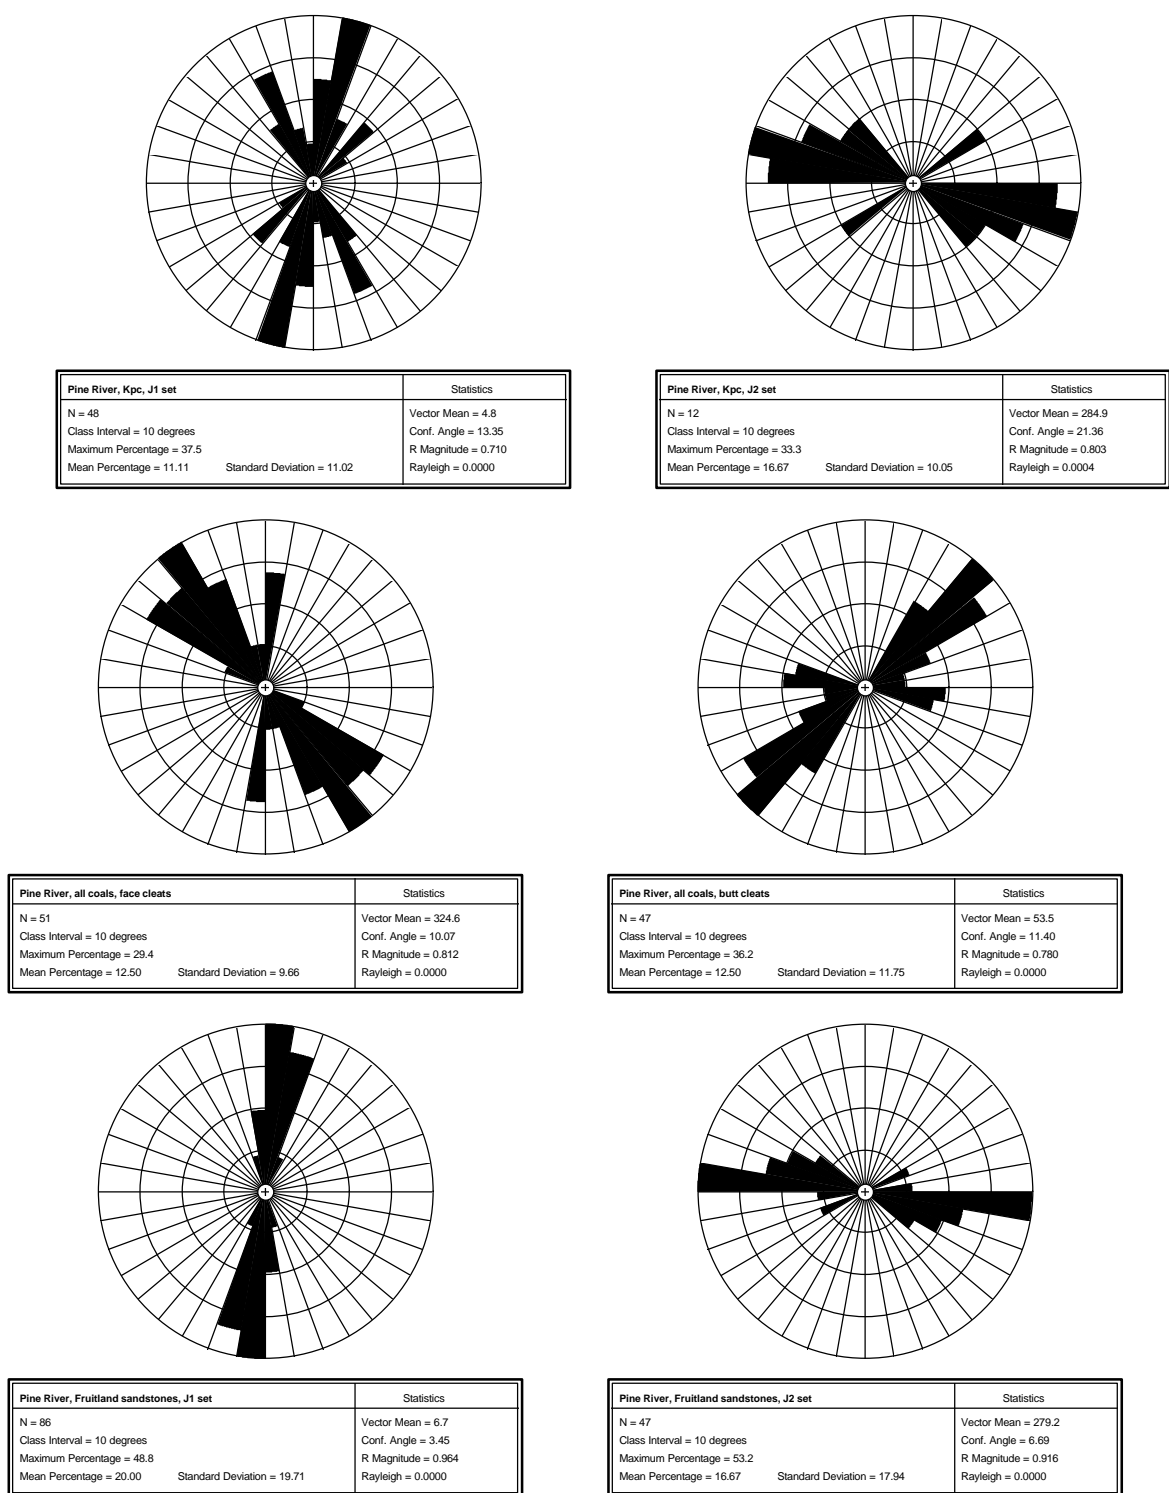 Pine River, Kpc, J1 set
Statistics
N = 48
Vector Mean = 4.8
Class Interval = 10 degrees
Conf. Angle = 13.35
Maximum Percentage = 37.5
R Magnitude = 0.710
Mean Percentage = 11.11 Standard Deviation = 11.02
Rayleigh = 0.0000
Pine River, Kpc, J2 set
Statistics
N = 12
Vector Mean = 284.9
Class Interval = 10 degrees
Conf. Angle = 21.36
Maximum Percentage = 33.3
R Magnitude = 0.803
Mean Percentage = 16.67 Standard Deviation = 10.05
Rayleigh = 0.0004
Pine River, all coals, face cleats
Statistics
N = 51
Vector Mean = 324.6
Class Interval = 10 degrees
Conf. Angle = 10.07
Maximum Percentage = 29.4
R Magnitude = 0.812
Mean Percentage = 12.50 Standard Deviation = 9.66
Rayleigh = 0.0000
Pine River, all coals, butt cleats
Statistics
N = 47
Vector Mean = 53.5
Class Interval = 10 degrees
Conf. Angle = 11.40
Maximum Percentage = 36.2
R Magnitude = 0.780
Mean Percentage = 12.50 Standard Deviation = 11.75
Rayleigh = 0.0000
Pine River, Fruitland sandstones, J1 set
Statistics
N = 86
Vector Mean = 6.7
Class Interval = 10 degrees
Conf. Angle = 3.45
Maximum Percentage = 48.8
R Magnitude = 0.964
Mean Percentage = 20.00 Standard Deviation = 19.71
Rayleigh = 0.0000
Pine River, Fruitland sandstones, J2 set
Statistics
N = 47
Vector Mean = 279.2
Class Interval = 10 degrees
Conf. Angle = 6.69
Maximum Percentage = 53.2
R Magnitude = 0.916
Mean Percentage = 16.67 Standard Deviation = 17.94
Rayleigh = 0.0000